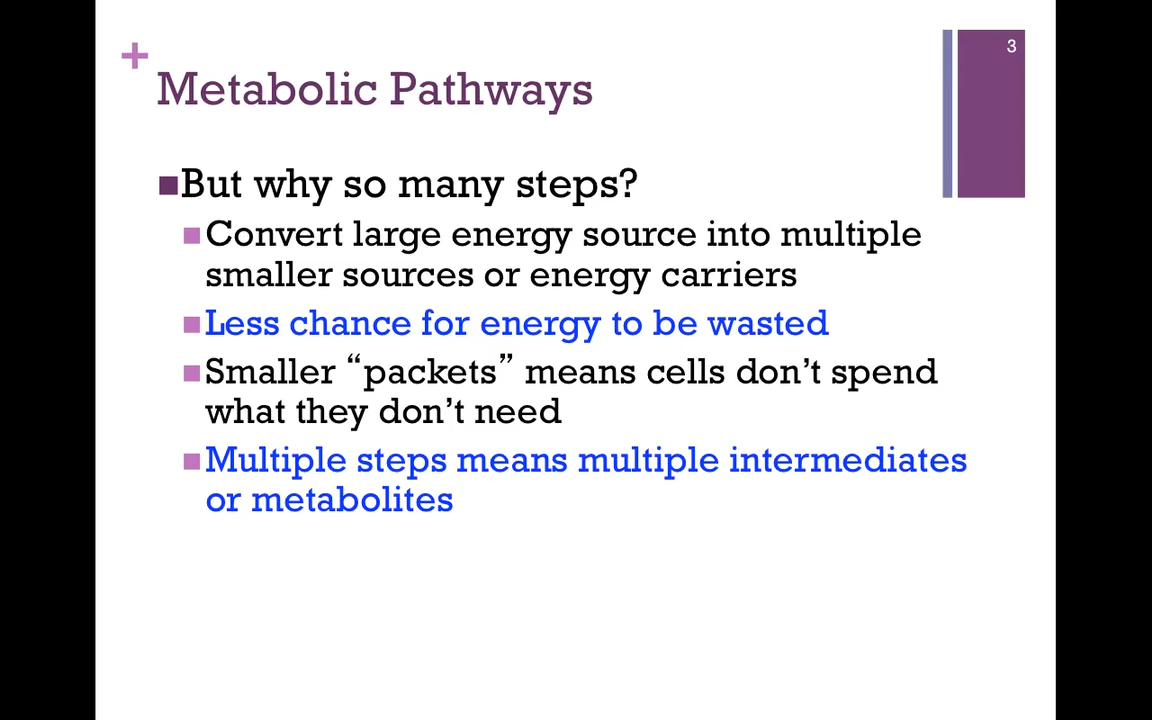 3
+
Metabolic Pathways
But why so many steps?
Convert large energy source into multiple
smaller sources or energy carriers
Less chance for energy to be wasted
Smaller “packets” means cells don’t spend
what they don’t need
Multiple steps means multiple intermediates
or metabolites